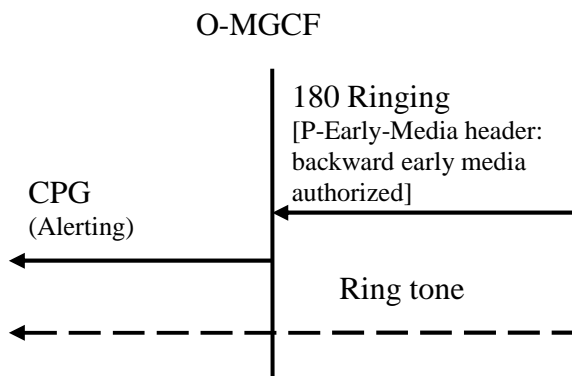 O-MGCF
180 Ringing
[P-Early-Media header:
backward early media
authorized]
CPG
(Alerting)
Ring tone